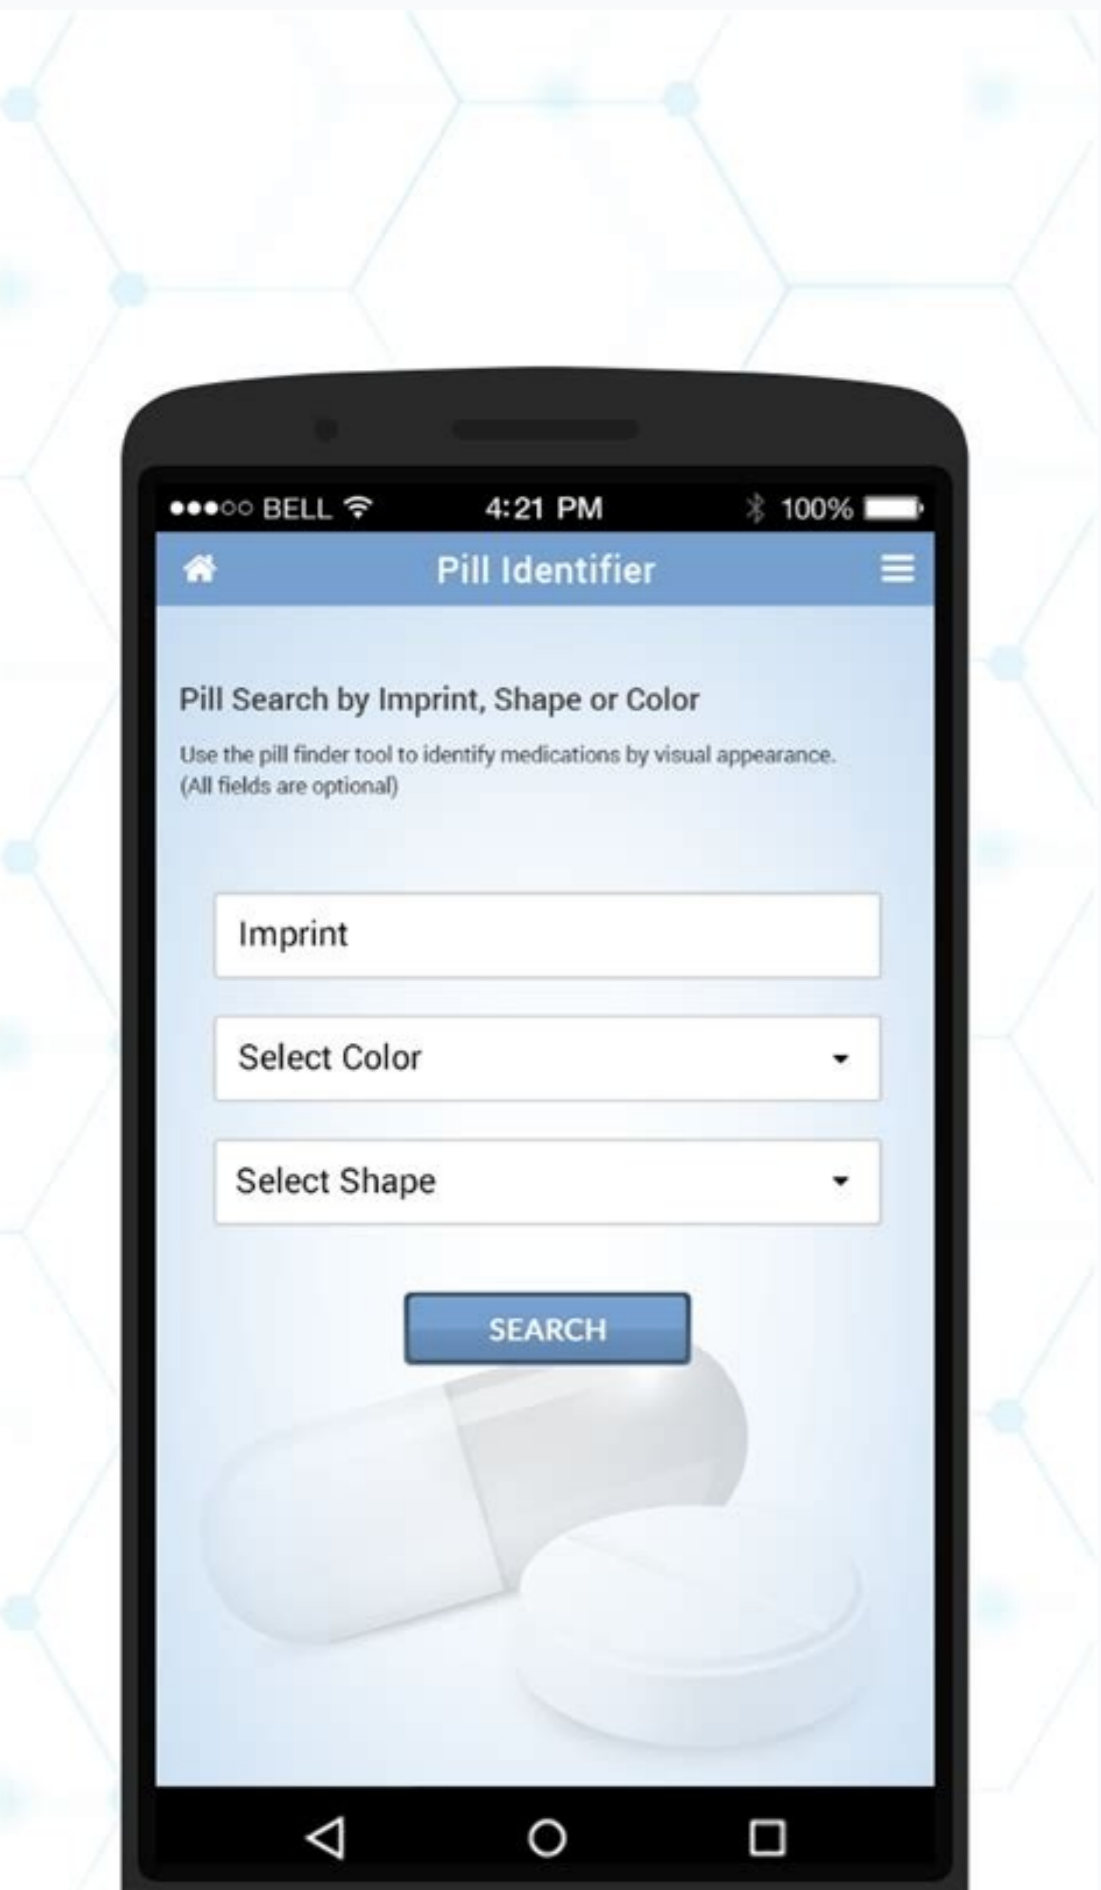 BELL 4:21 PM 100%
Pill Identifier
Pill Search by Imprint, Shape or Color
Use the pill finder tool to identify medications by visual appearance.
(All fields are optional)
Imprint
Select Color
Select Shape
SEARCH